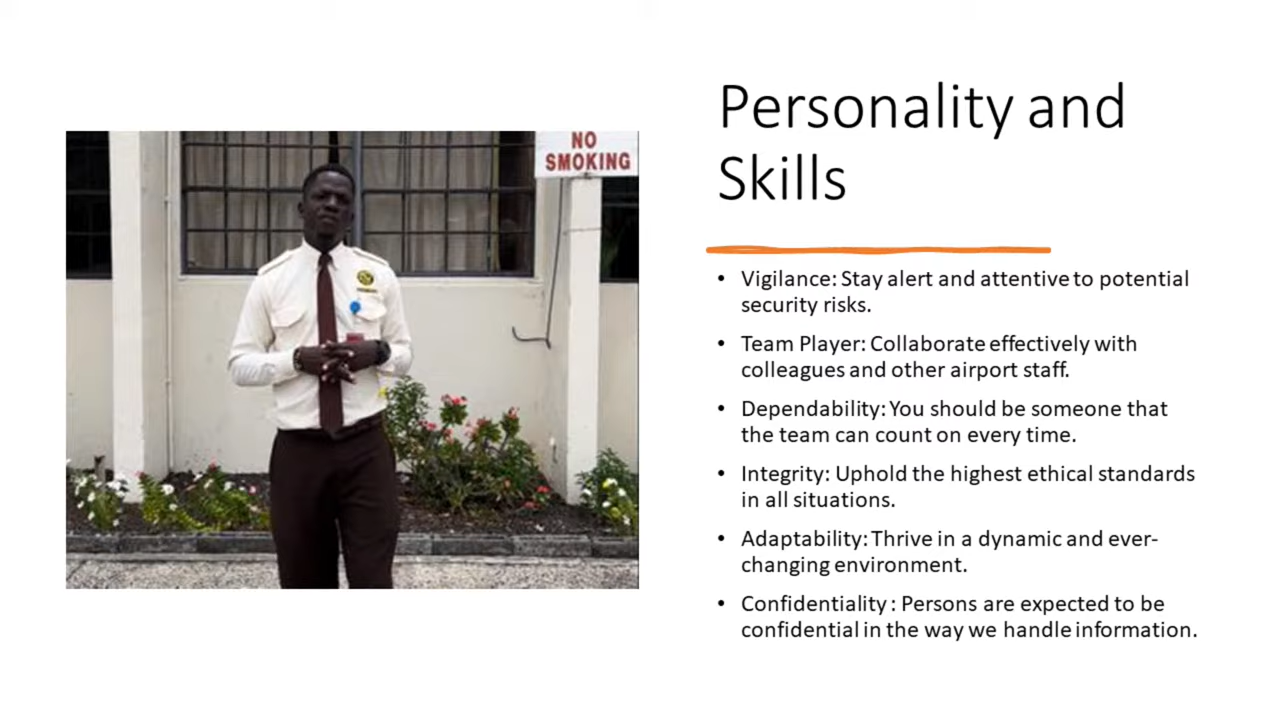 NO
SMOKING
Personality and
Skills
• Vigilance: Stay alert and attentive to potential
security risks.
• Team Player: Collaborate effectively with
colleagues and other airport staff.
• Dependability: You should be someone that
the team can count on every time.
• Integrity: Uphold the highest ethical standards
in all situations.
• Adaptability: Thrive in a dynamic and ever-
changing environment.
• Confidentiality : Persons are expected to be
confidential in the way we handle information.